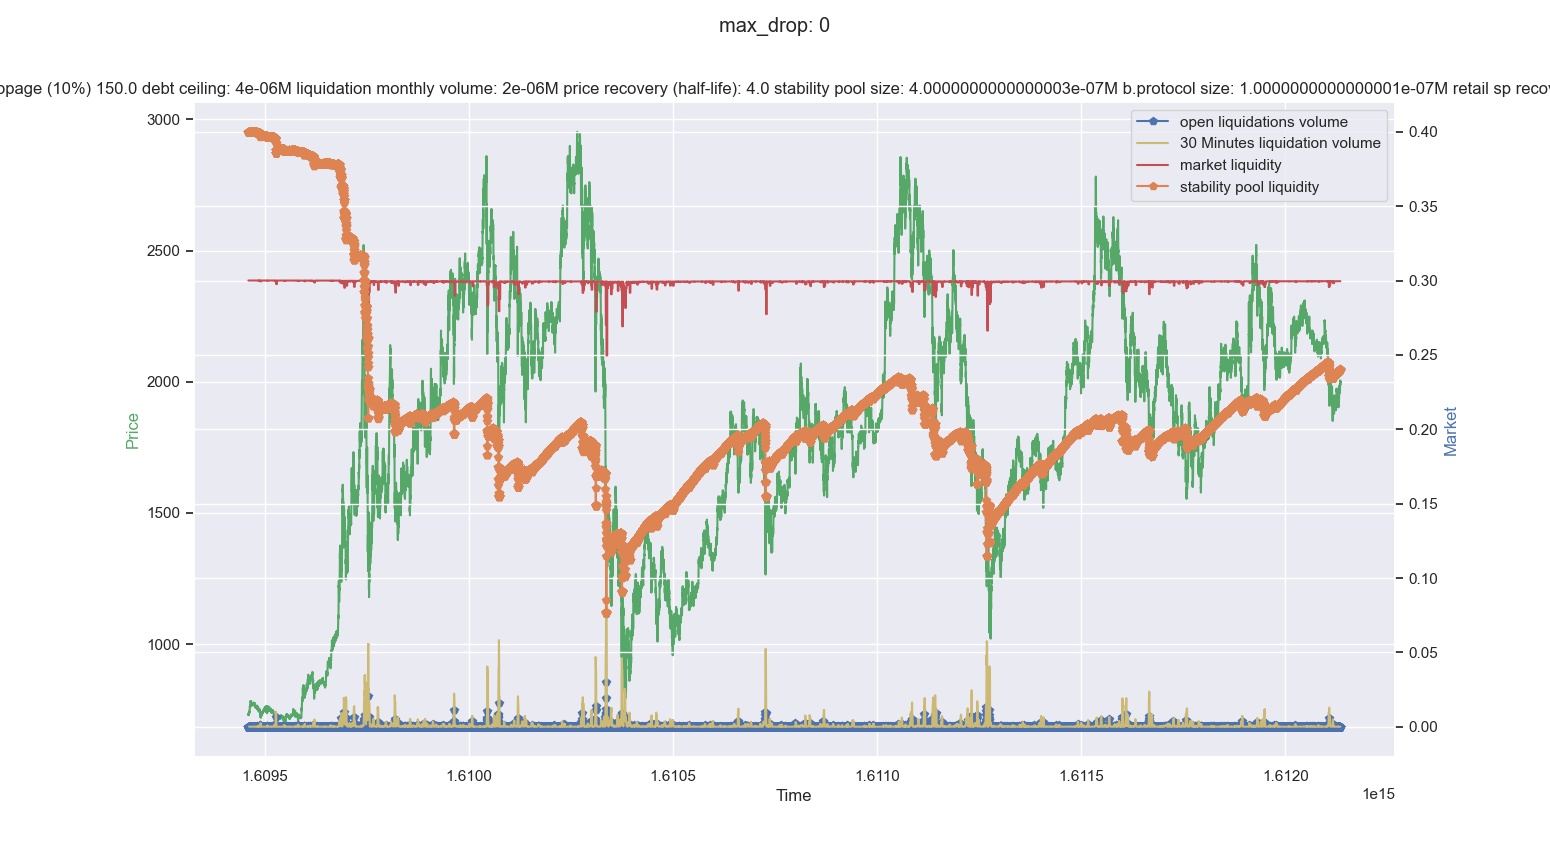 max_drop: 0
(10%) 150.0 debt ceiling: 4e-06M liquidation monthly volume: 2e-06M price recovery (half-life): 4.0 stability pool size: 4.0000000000000003e-07M b.protocol size: 1.0000000000000001e-07M retail sp
3000
2500
2000
1500
1000
Price
open liquidations volume
30 Minutes liquidation volume
market liquidity
stability pool liquidity
0.40
0.35
0.30
0.25
0.20
0.15
0.10
0.05
0.00
Market
1.6095
1.6100
1.6105
1.6110
1.6115
1.6120
Time
1e15